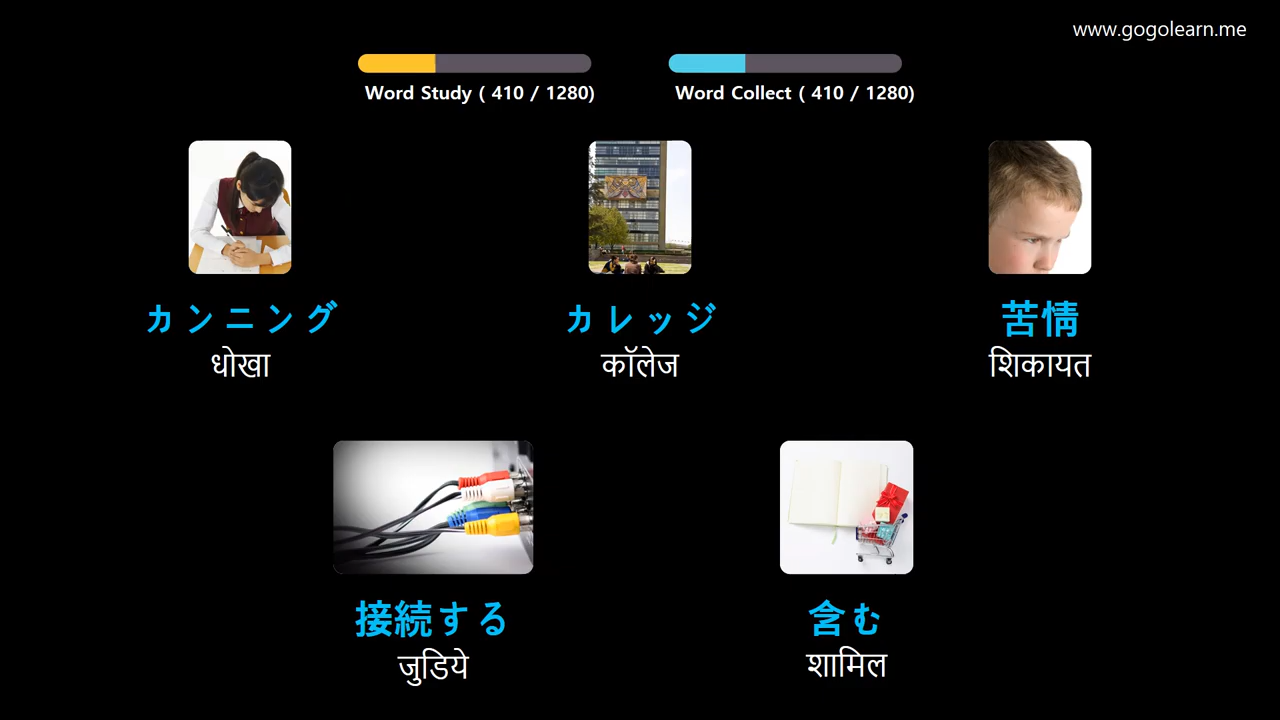 www.gogolearn.me
Word Study ( 410 / 1280)
Word Collect ( 410 / 1280)
カンニング
धोखा
カレッジ
कॉलेज
苦情
शिकायत
接続する
जुडिये
含む
शामिल